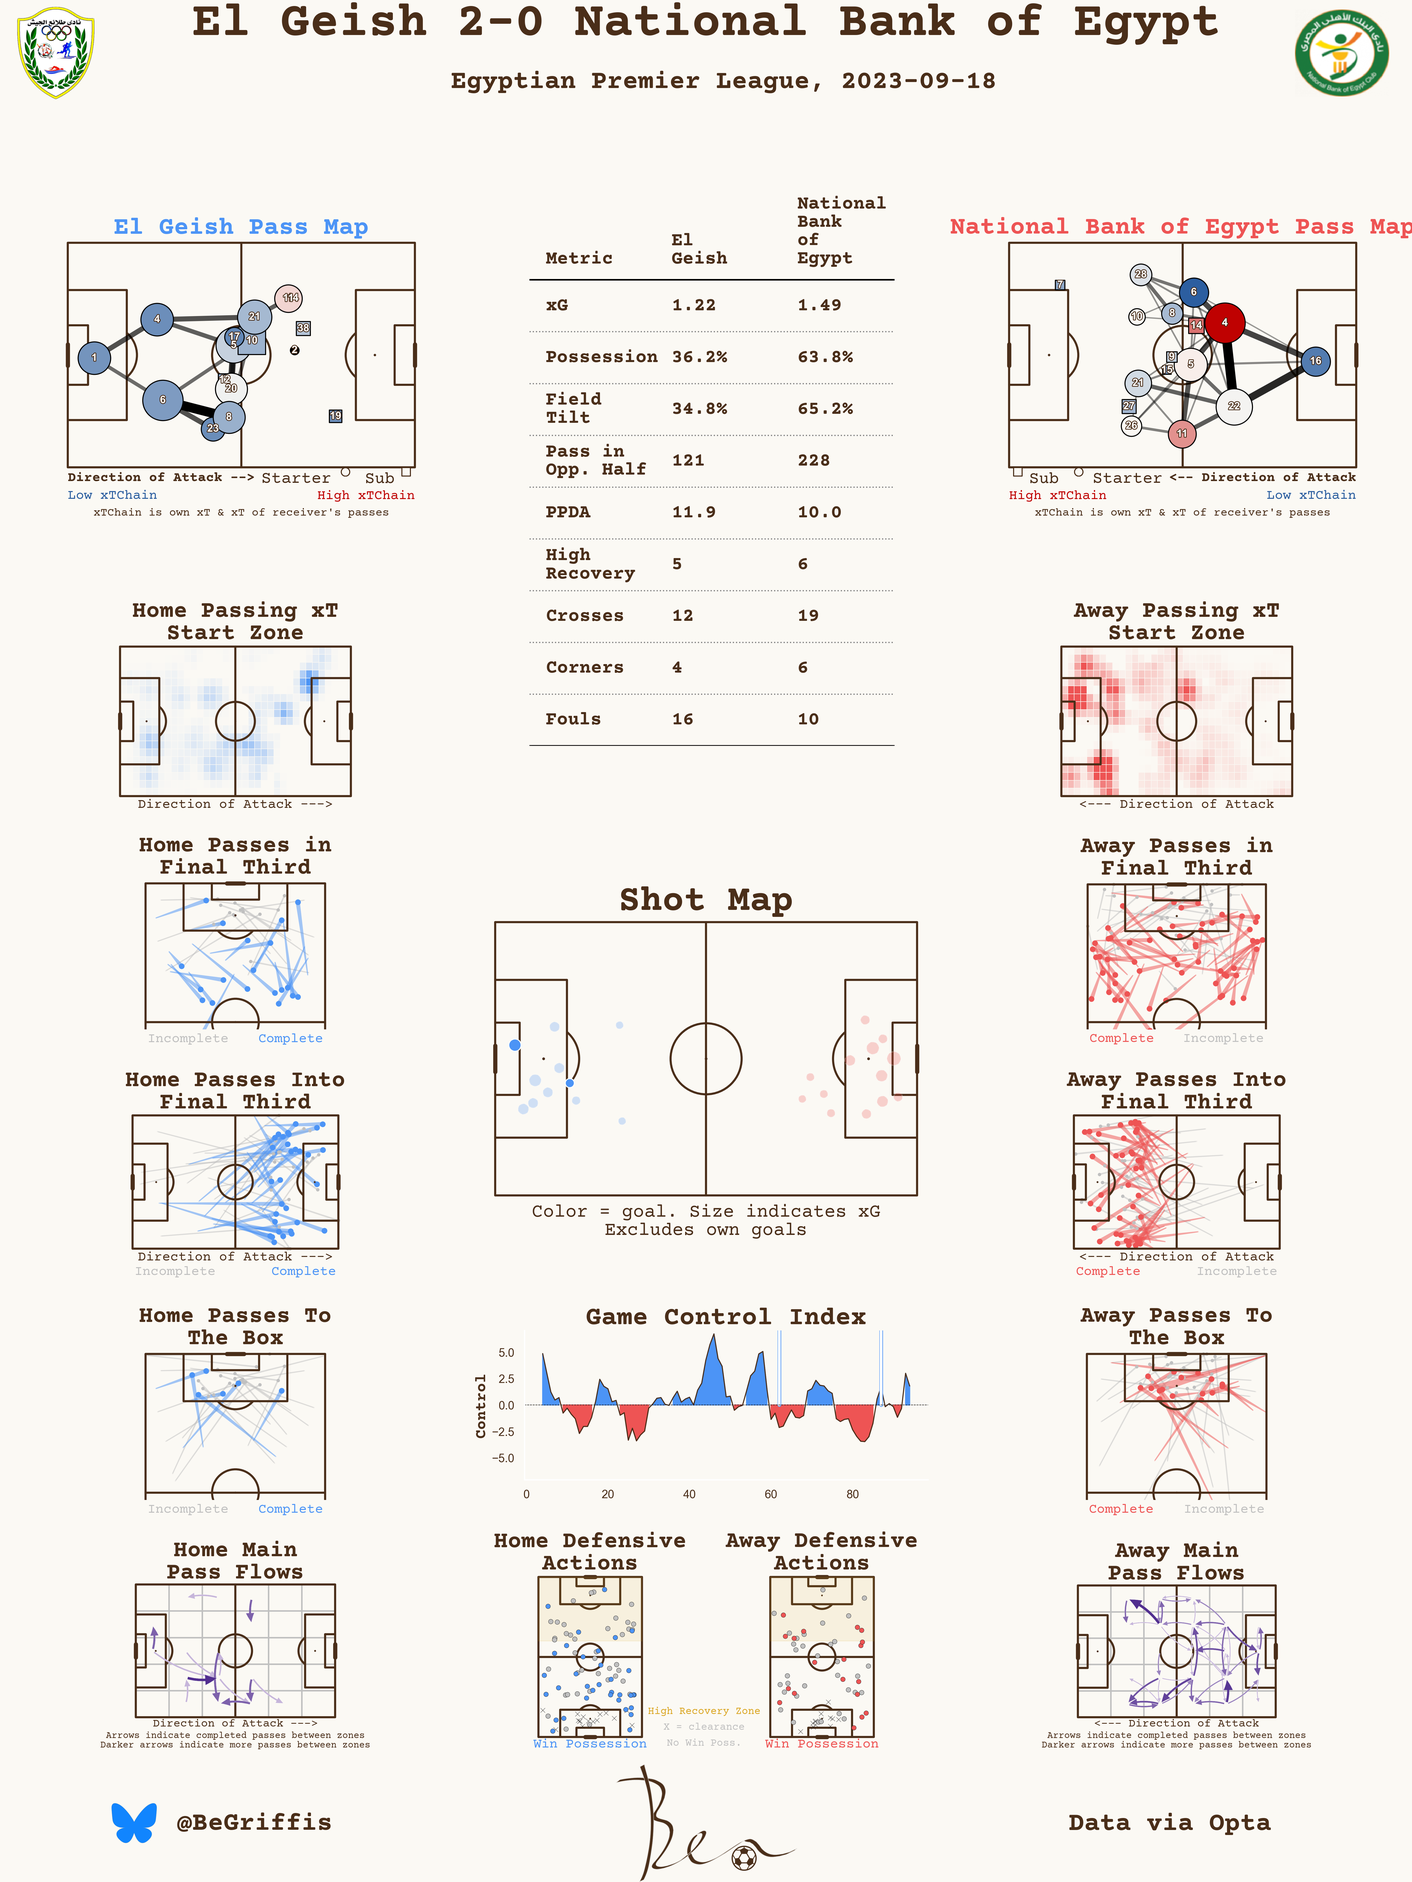 El Geish 2-0 National Bank of Egypt
Egyptian Premier League, 2023-09-18
نادي طلائع الجيش
نادي البنك الأهلي المصري
National Bank of Egypt Club
El Geish Pass Map
114
21
38
4
17
5
10
2
1
12
20
6
8
23
19
Direction of Attack --> Starter Sub
Low xTChain High xTChain
xTChain is own xT & xT of receiver's passes
Metric El Geish National Bank of Egypt
xG 1.22 1.49
Possession 36.2% 63.8%
Field Tilt 34.8% 65.2%
Pass in Opp. Half 121 228
PPDA 11.9 10.0
High Recovery 5 6
Crosses 12 19
Corners 4 6
Fouls 16 10
National Bank of Egypt Pass Map
28
7
6
10
8
14
4
9
15
5
16
21
27
22
26
11
Sub Starter <-- Direction of Attack
High xTChain Low xTChain
xTChain is own xT & xT of receiver's passes
Home Passing xT
Start Zone
Direction of Attack --->
Away Passing xT
Start Zone
<--- Direction of Attack
Home Passes in
Final Third
Incomplete Complete
Away Passes in
Final Third
Complete Incomplete
Shot Map
Color = goal. Size indicates xG
Excludes own goals
Home Passes Into
Final Third
Direction of Attack --->
Incomplete Complete
Away Passes Into
Final Third
<--- Direction of Attack
Complete Incomplete
Home Passes To
The Box
Incomplete Complete
Game Control Index
Control
5.0
2.5
0.0
−2.5
−5.0
0 20 40 60 80
Away Passes To
The Box
Complete Incomplete
Home Main
Pass Flows
Direction of Attack --->
Arrows indicate completed passes between zones
Darker arrows indicate more passes between zones
Home Defensive
Actions
Win Possession
High Recovery Zone
X = clearance
No Win Poss.
Away Defensive
Actions
Win Possession
Away Main
Pass Flows
<--- Direction of Attack
Arrows indicate completed passes between zones
Darker arrows indicate more passes between zones
@BeGriffis
Ben
Data via Opta